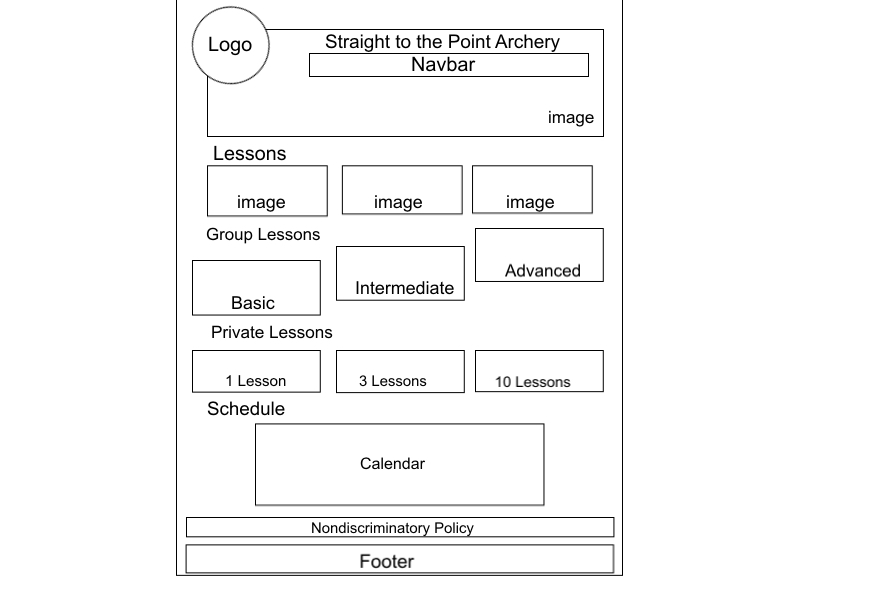 Logo
Straight to the Point Archery
Navbar
image
Lessons
image
image
image
Group Lessons
Basic
Intermediate
Advanced
Private Lessons
1 Lesson
3 Lessons
10 Lessons
Schedule
Calendar
Nondiscriminatory Policy
Footer